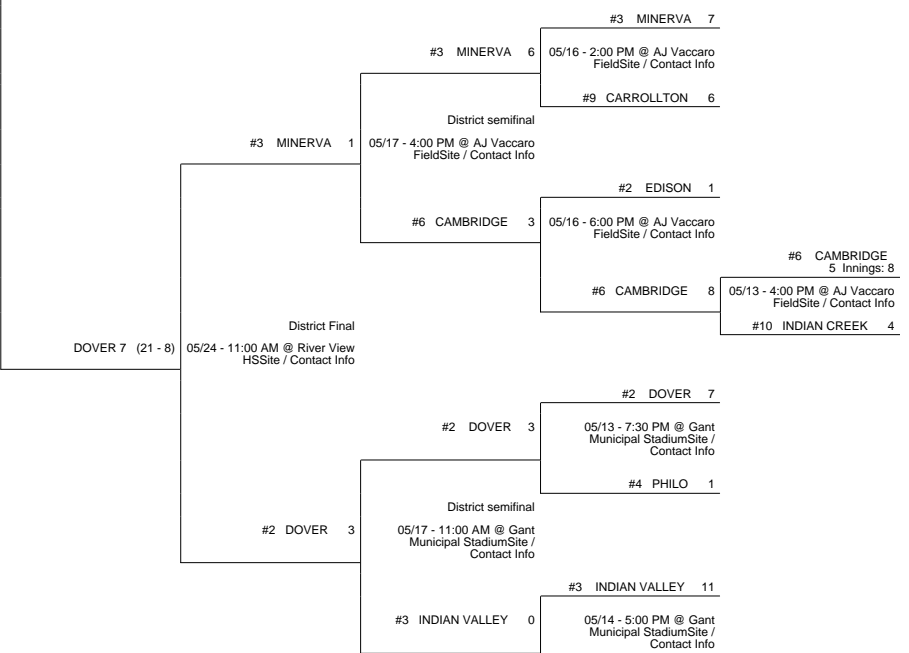 #3 MINERVA 7
#3 MINERVA 6
05/16 - 2:00 PM @ AJ Vaccaro
FieldSite / Contact Info
#9 CARROLLTON 6
District semifinal
#3 MINERVA 1
05/17 - 4:00 PM @ AJ Vaccaro
FieldSite / Contact Info
#2 EDISON 1
#6 CAMBRIDGE 3
05/16 - 6:00 PM @ AJ Vaccaro
FieldSite / Contact Info
#6 CAMBRIDGE
5 Innings: 8
#6 CAMBRIDGE 8
05/13 - 4:00 PM @ AJ Vaccaro
FieldSite / Contact Info
#10 INDIAN CREEK 4
District Final
DOVER 7 (21 - 8)
05/24 - 11:00 AM @ River View
HSSite / Contact Info
#2 DOVER 7
#2 DOVER 3
05/13 - 7:30 PM @ Gant
Municipal StadiumSite /
Contact Info
#4 PHILO 1
District semifinal
#2 DOVER 3
05/17 - 11:00 AM @ Gant
Municipal StadiumSite /
Contact Info
#3 INDIAN VALLEY 11
#3 INDIAN VALLEY 0
05/14 - 5:00 PM @ Gant
Municipal StadiumSite /
Contact Info